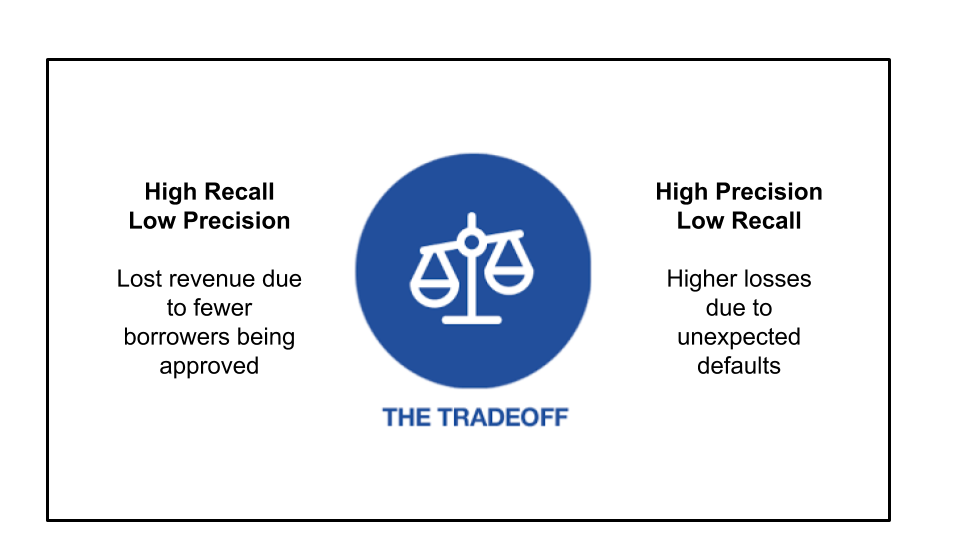 High Recall
Low Precision
Lost revenue due
to fewer
borrowers being
approved
THE TRADEOFF
High Precision
Low Recall
Higher losses
due to
unexpected
defaults